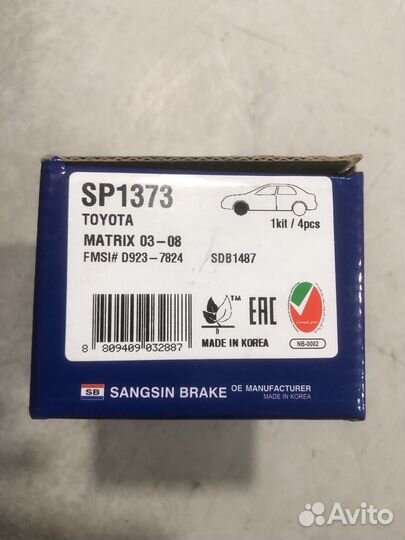 SP1373
TOYOTA
1kit / 4pcs
MATRIX 03-08
FMSI# D923-7824 SDB1487
TM
B
EAC
MADE IN KOREA
NB-0002
8 809409 032887
SB SANGSIN BRAKE OE MANUFACTURER
MADE IN KOREA
Avito